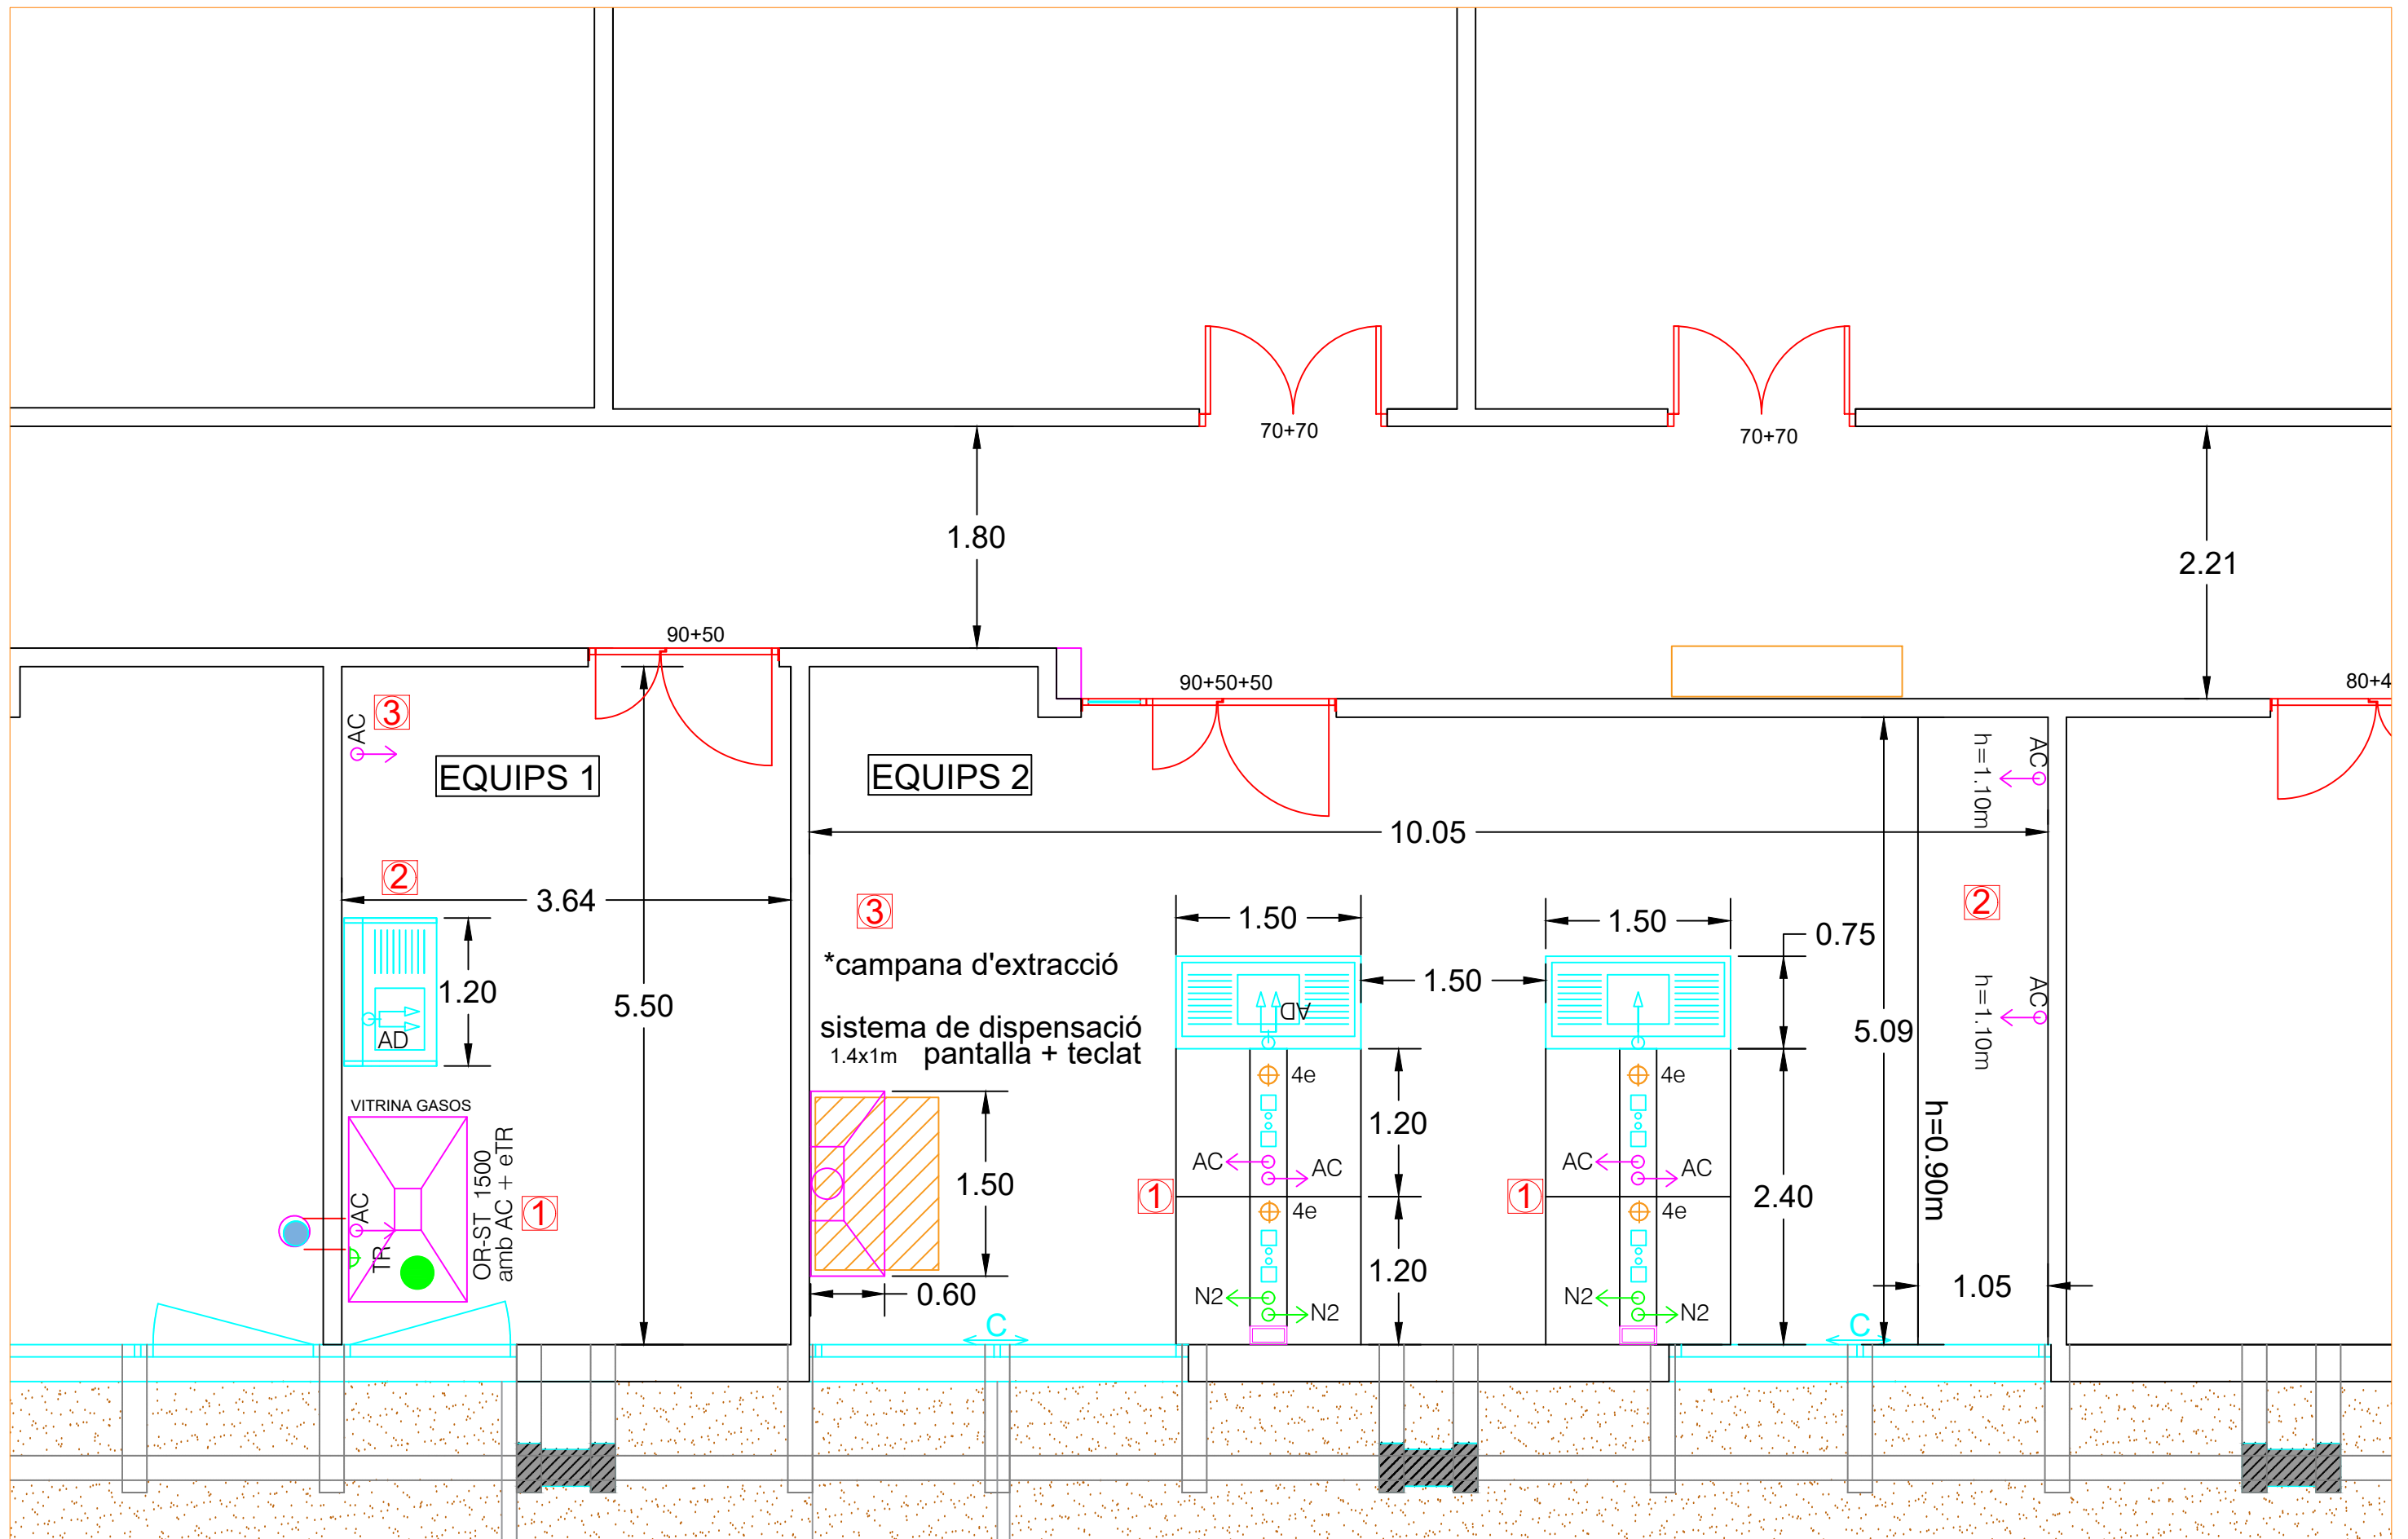 70+70
70+70
1.80
2.21
90+50
90+50+50
80+4
3
AC
EQUIPS 1
EQUIPS 2
h=1.10m
AC
10.05
2
3.64
3
2
1.50
1.50
0.75
*campana d'extracció
1.50
1.20
5.50
AD
AD
h=1.10m
AC
sistema de dispensació
1.4x1m pantalla + teclat
5.09
4e
4e
VITRINA GASOS
1.20
h=0.90m
OR-ST 1500
amb AC + eTR
AC
AC
AC
AC
1.50
1
1
1
2.40
AC
TR
4e
4e
1.20
1.05
0.60
N2
N2
N2
N2
C
C